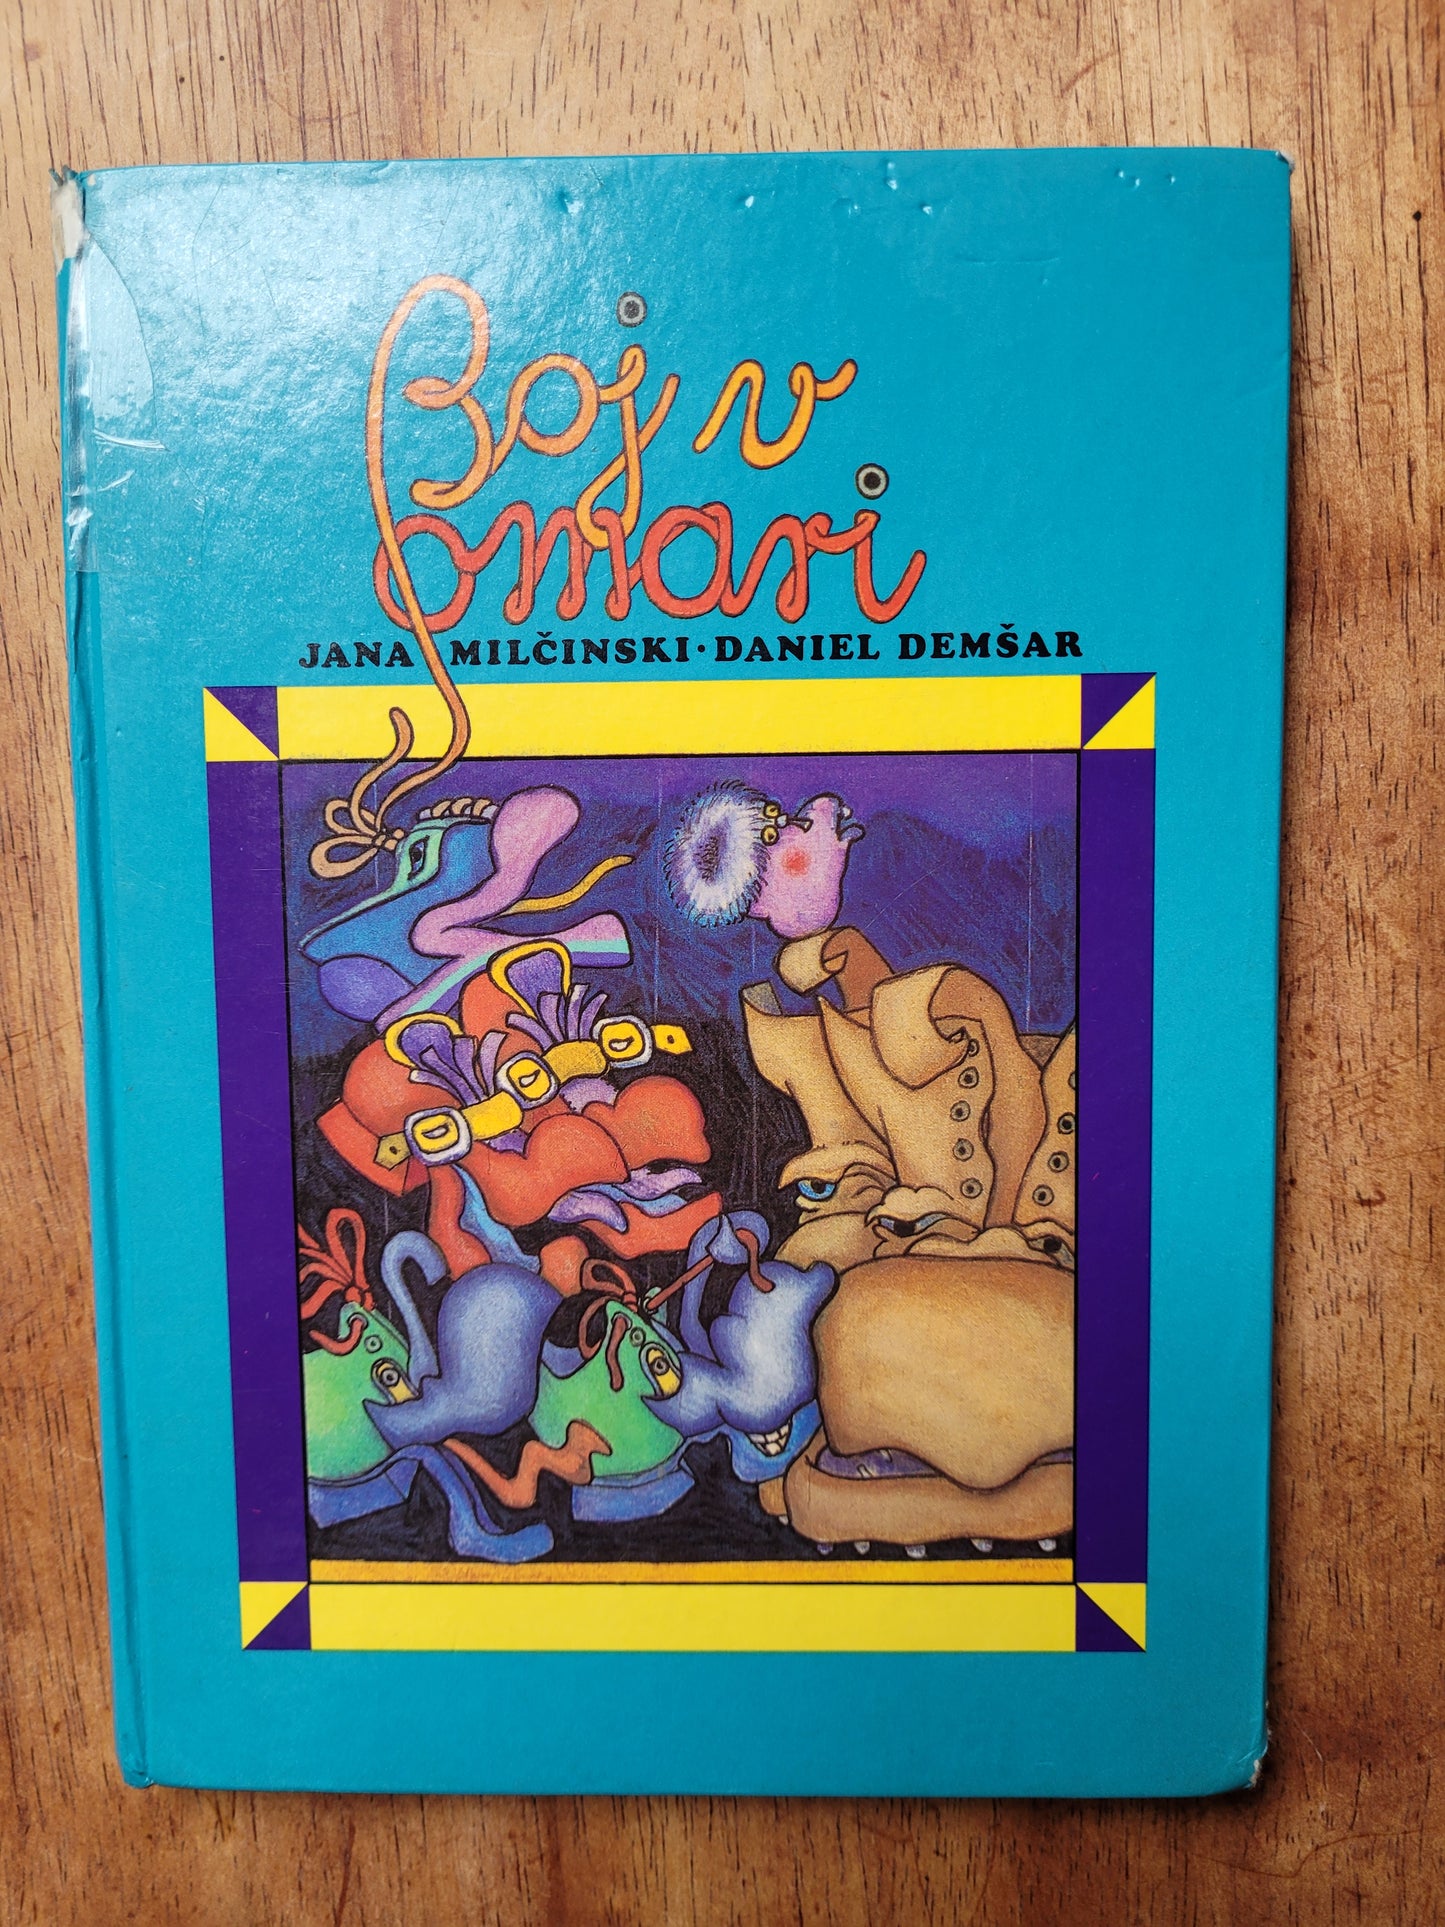 Boj v
omari
JANA MILČINSKI · DANIEL DEMŠAR